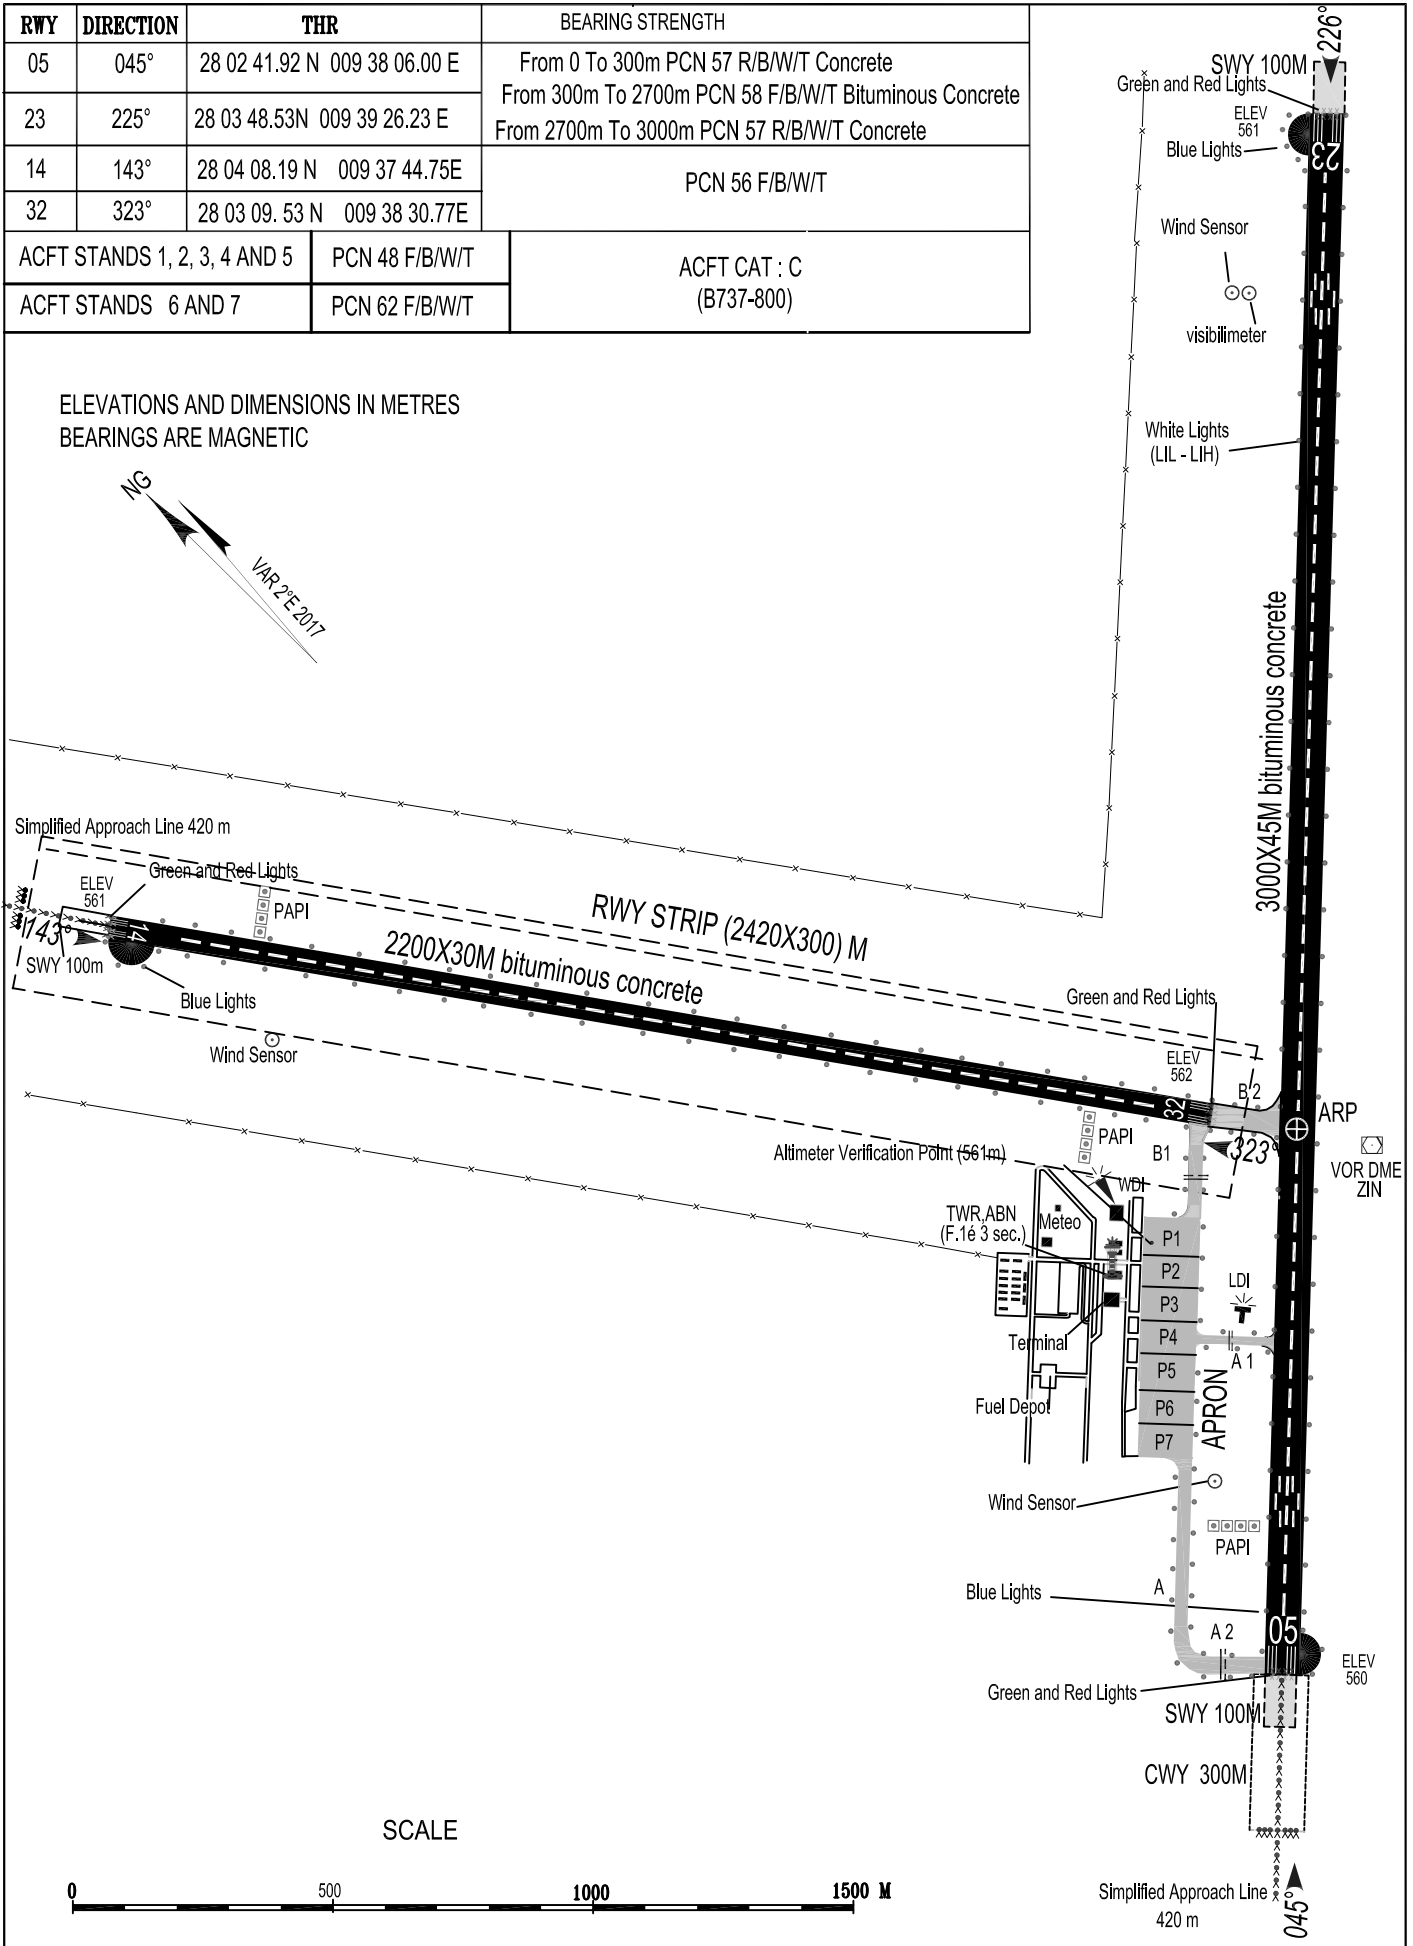 RWY DIRECTION THR BEARING STRENGTH
05 045° 28 02 41.92 N 009 38 06.00 E
From 0 To 300m PCN 57 R/B/W/T Concrete
From 300m To 2700m PCN 58 F/B/W/T Bituminous Concrete
From 2700m To 3000m PCN 57 R/B/W/T Concrete
23 225° 28 03 48.53N 009 39 26.23 E
14 143° 28 04 08.19 N 009 37 44.75E
PCN 56 F/B/W/T
32 323° 28 03 09. 53 N 009 38 30.77E
ACFT STANDS 1, 2, 3, 4 AND 5 PCN 48 F/B/W/T
ACFT STANDS 6 AND 7 PCN 62 F/B/W/T
ACFT CAT : C
(B737-800)
226°
SWY 100M
Green and Red Lights
ELEV
561
Blue Lights
23
Wind Sensor
visibilimeter
White Lights
(LIL - LIH)
3000X45M bituminous concrete
ELEVATIONS AND DIMENSIONS IN METRES
BEARINGS ARE MAGNETIC
NG
VAR 2°E 2017
Simplified Approach Line 420 m
Green and Red Lights
ELEV
561
PAPI
143°
14
SWY 100m
Blue Lights
Wind Sensor
RWY STRIP (2420X300) M
2200X30M bituminous concrete
Green and Red Lights
ELEV
562
32
B 2
ARP
323°
VOR DME
ZIN
PAPI
B1
Altimeter Verification Point (561m)
WDI
TWR,ABN
(F.1é 3 sec.)
Meteo
P1
P2
P3
P4
P5
P6
P7
LDI
A 1
Terminal
Fuel Depot
APRON
Wind Sensor
PAPI
Blue Lights
A
A 2
05
ELEV
560
Green and Red Lights
SWY 100M
CWY 300M
Simplified Approach Line
420 m
045°
SCALE
0 500 1000 1500 M